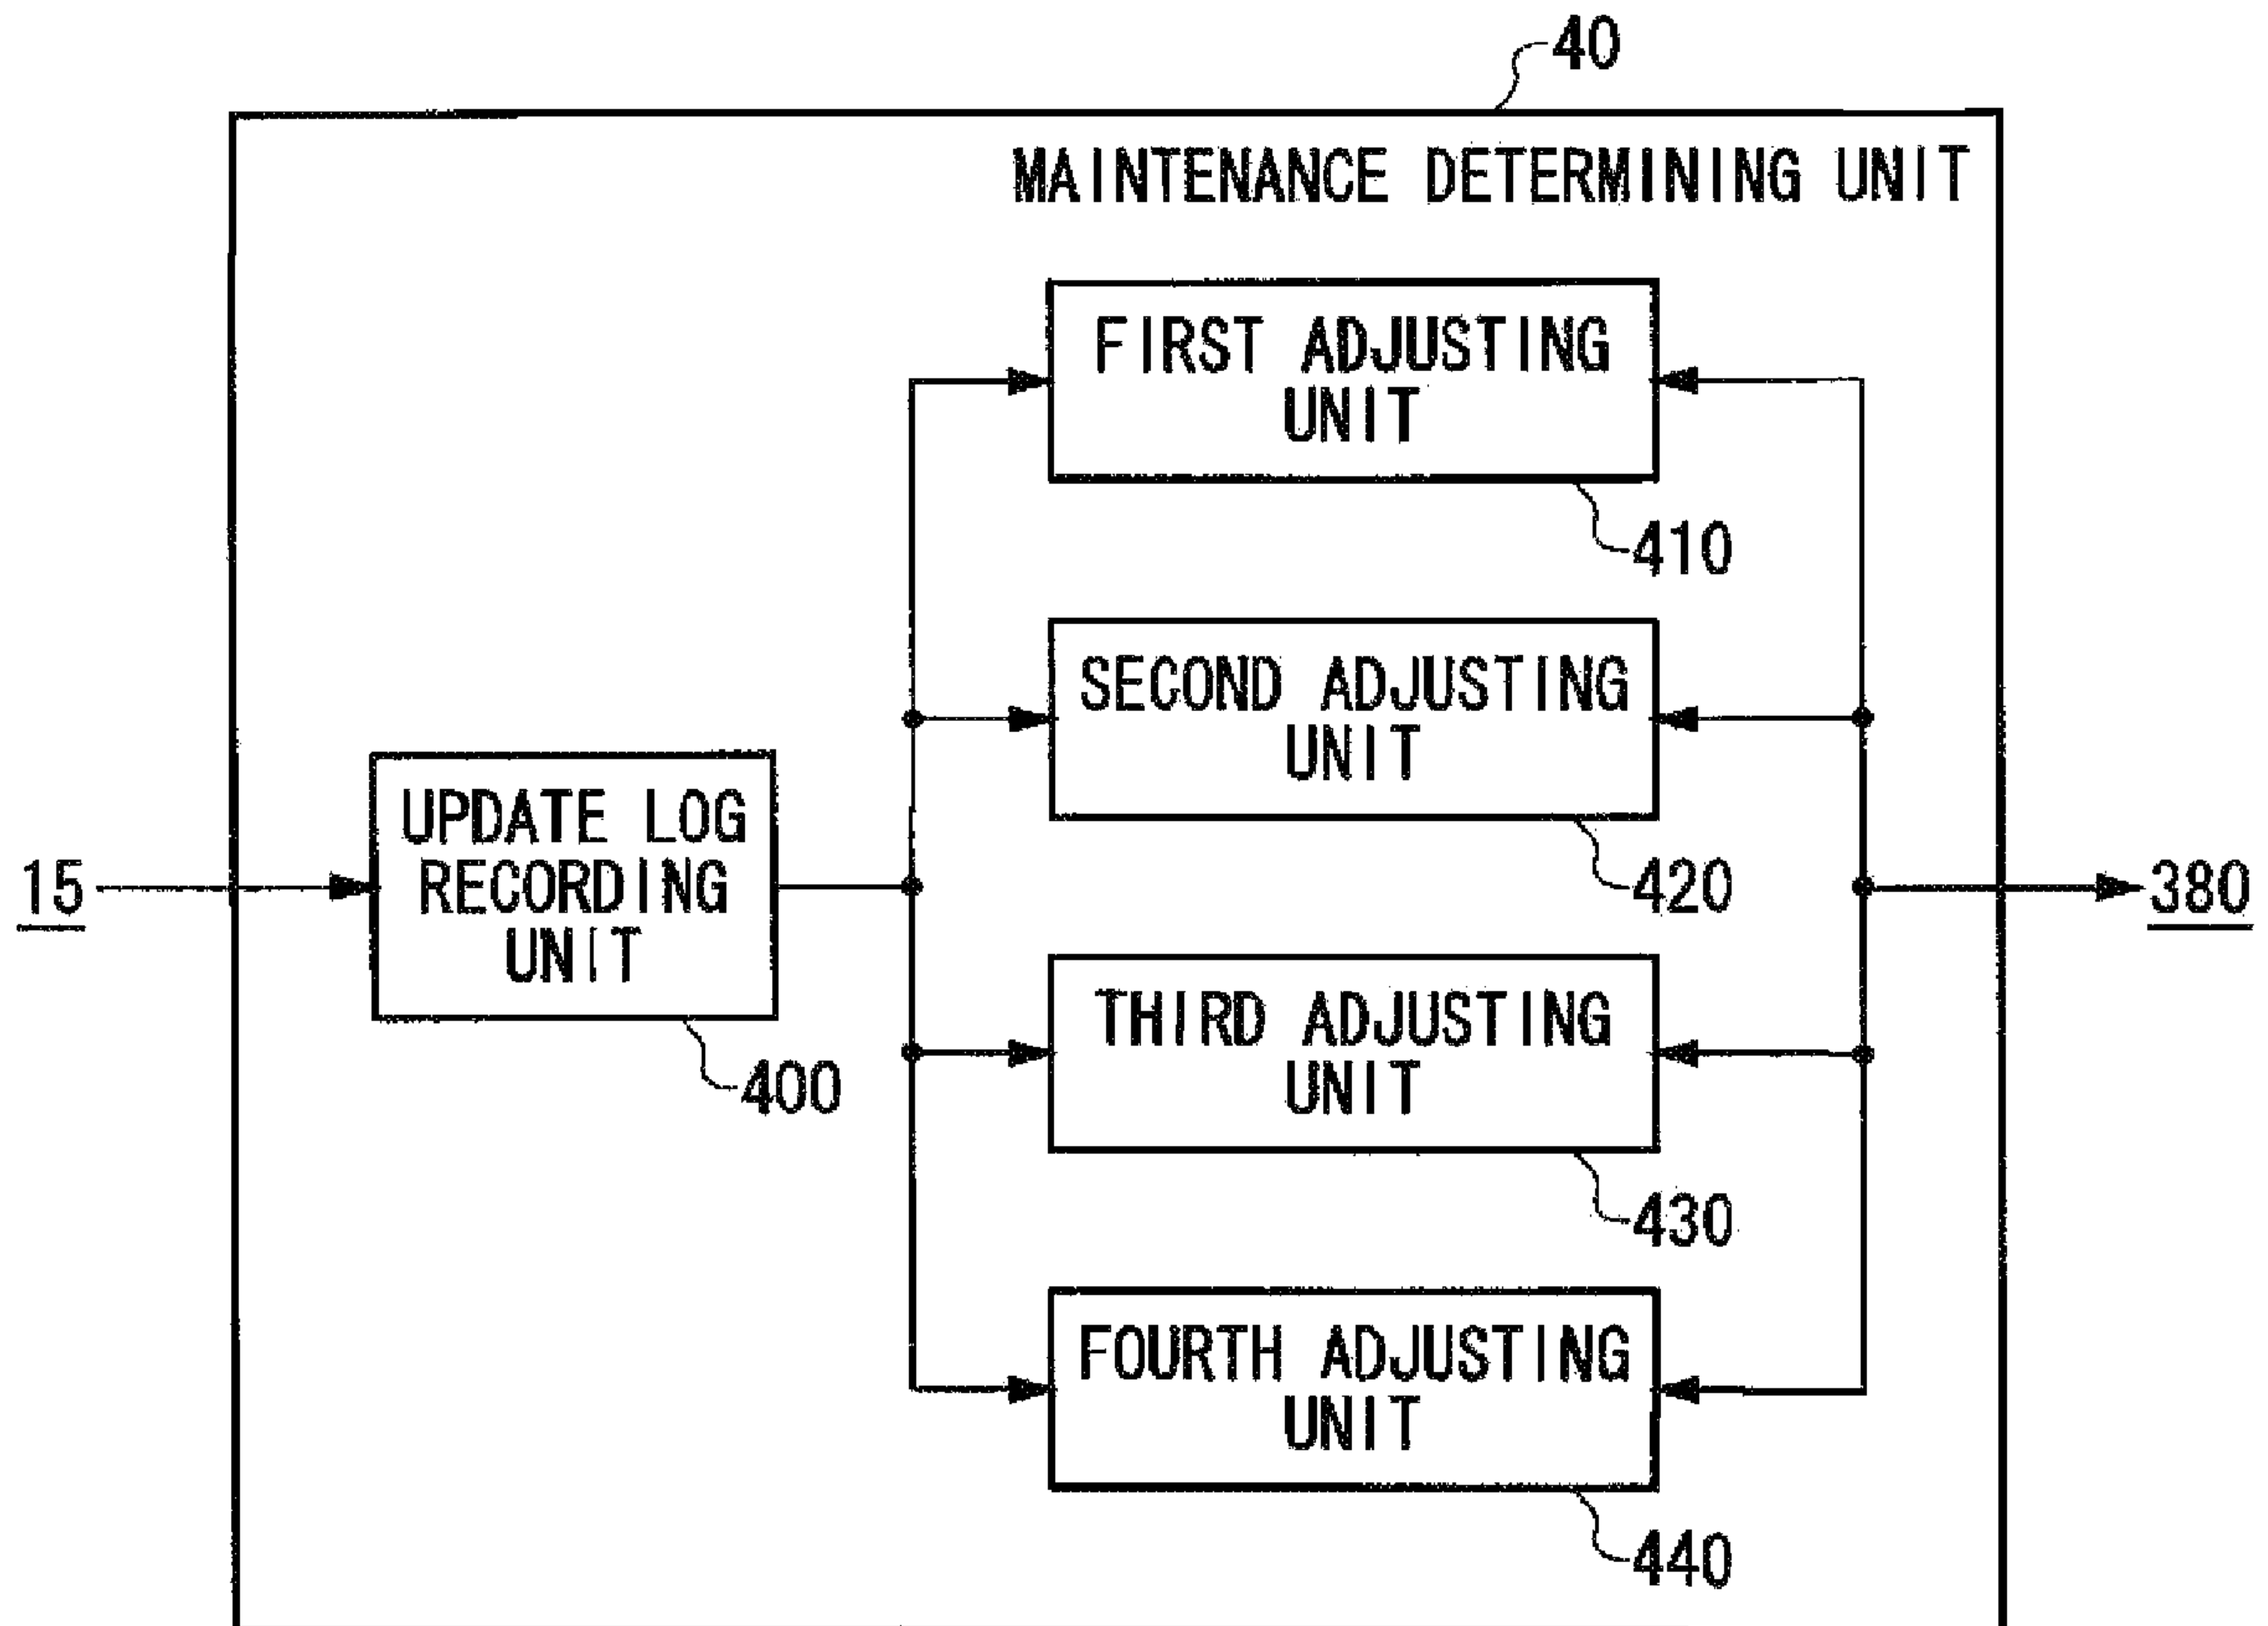 40
MAINTENANCE DETERMINING UNIT
FIRST ADJUSTING
UNIT
410
SECOND ADJUSTING
UNIT
420
UPDATE LOG
RECORDING
UNIT
400
15
380
THIRD ADJUSTING
UNIT
430
FOURTH ADJUSTING
UNIT
440